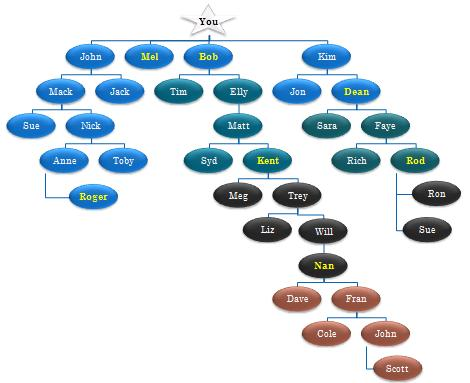 You
John Mel Bob Kim
Mack Jack Tim Elly Jon Dean
Sue Nick Matt Sara Faye
Anne Toby Syd Kent Rich Rod
Roger Meg Trey Ron
Liz Will Sue
Nan
Dave Fran
Cole John
Scott